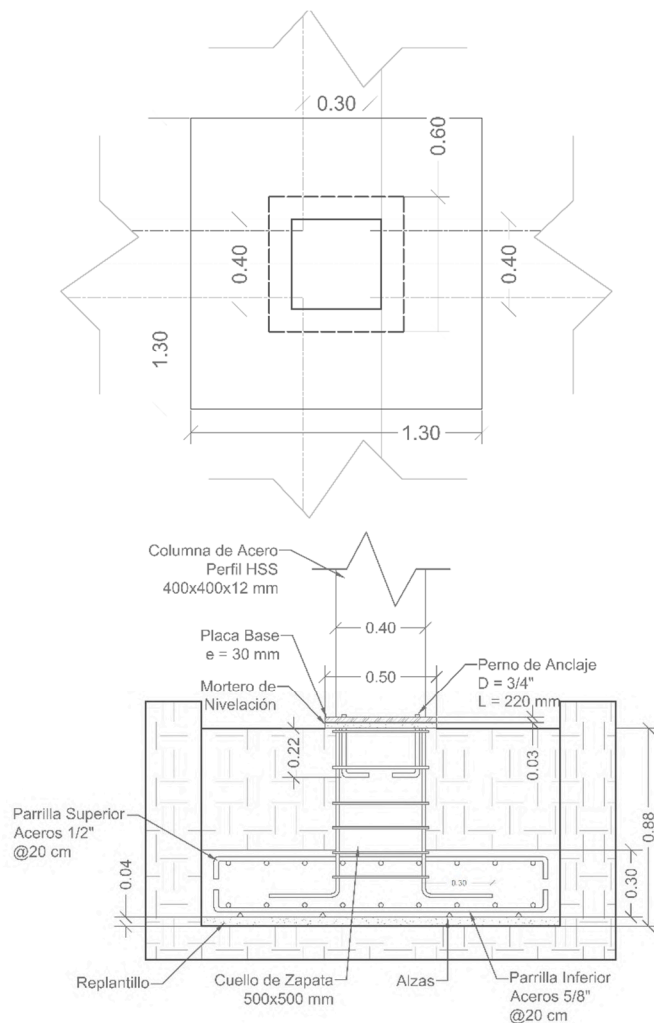 0.30
0.60
0.40
0.40
1.30
1.30
Columna de Acero
Perfil HSS
400x400x12 mm
0.40
Placa Base
e = 30 mm
Perno de Anclaje
D = 3/4"
L = 220 mm
0.50
Mortero de
Nivelación
0.22
0.03
0.88
Parrilla Superior
Aceros 1/2"
@20 cm
0.04
0.30
0.30
Replantillo
Cuello de Zapata
500x500 mm
Alzas
Parrilla Inferior
Aceros 5/8"
@20 cm